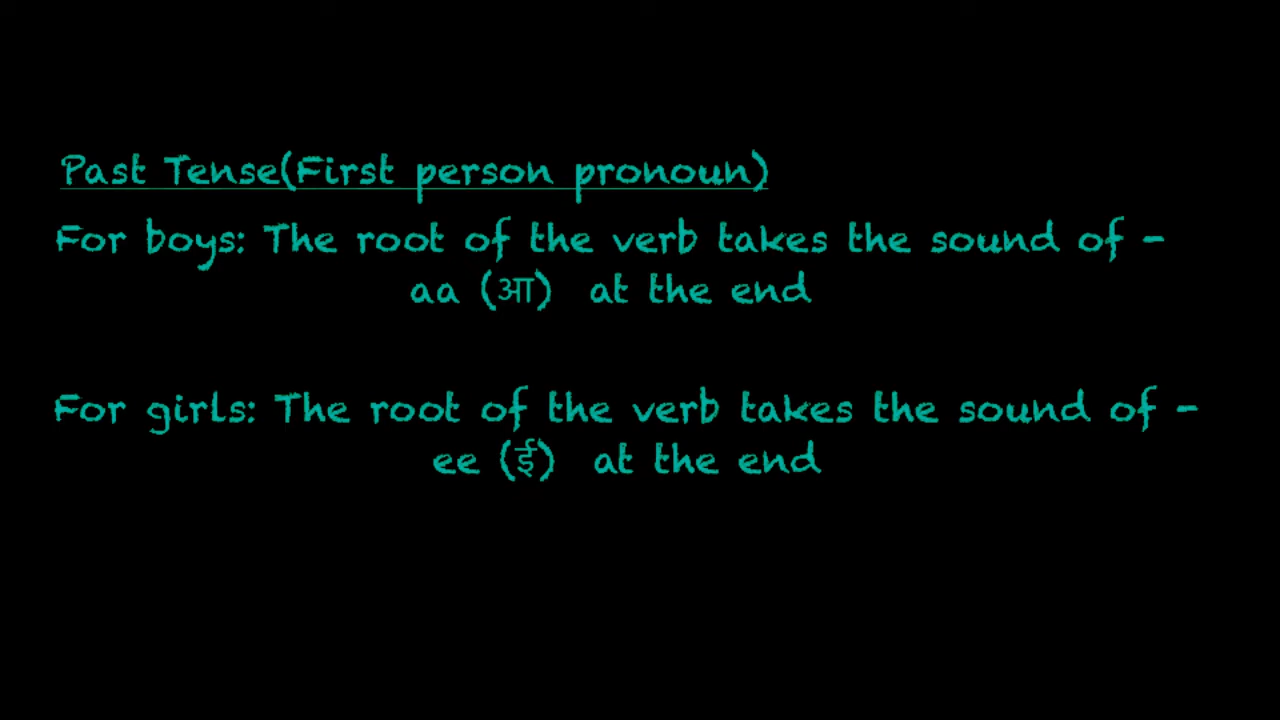 Past Tense(First person pronoun)
For boys: The root of the verb takes the sound of -
aa (आ) at the end
For girls: The root of the verb takes the sound of -
ee (ई) at the end